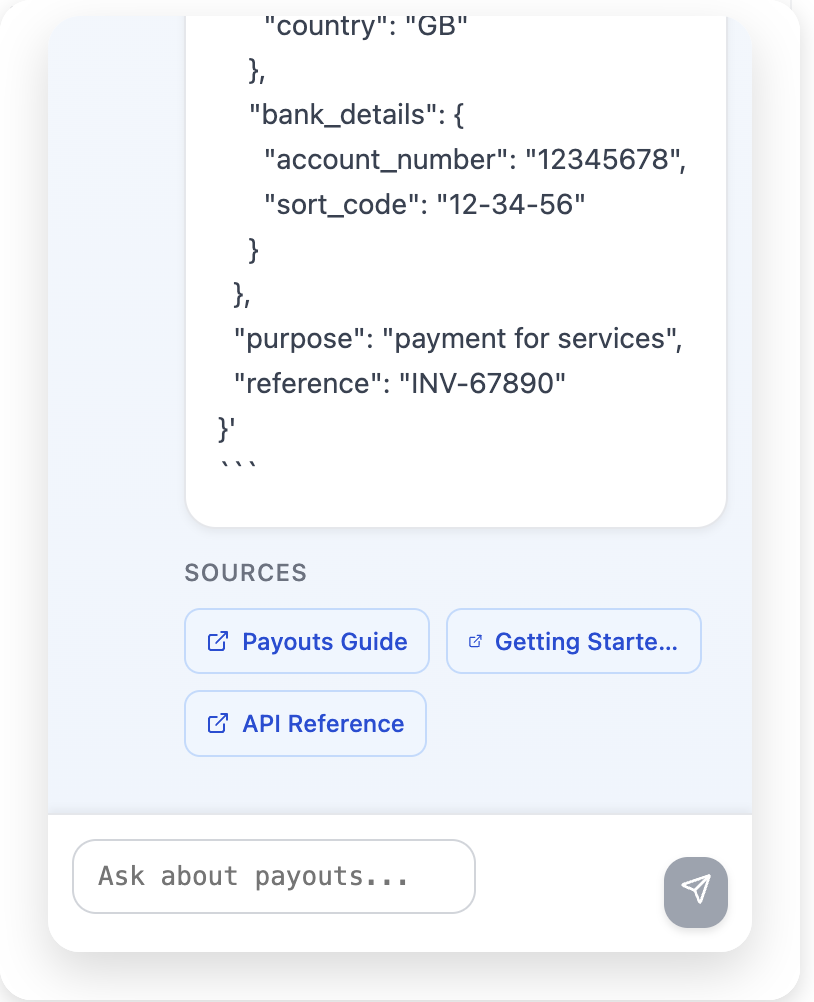 "country": "GB"
},
"bank_details": {
"account_number": "12345678",
"sort_code": "12-34-56"
}
},
"purpose": "payment for services",
"reference": "INV-67890"
}'
```
SOURCES
Payouts Guide
Getting Starte...
API Reference
Ask about payouts...